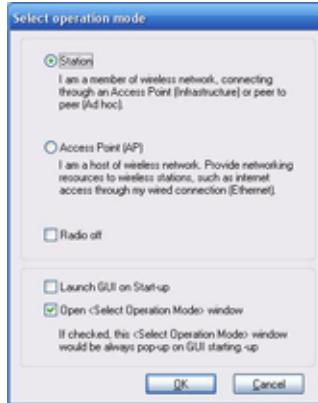 Select operation mode
Station
I am a member of wireless network, connecting
through an Access Point (Infrastructure) or peer to
peer (Ad hoc).
Access Point (AP)
I am a host of wireless network. Provide networking
resources to wireless stations, such as internet
access through my wired connection (Ethernet).
Radio off
Launch GUI on Start-up
Open <Select Operation Mode> window
If checked, this <Select Operation Mode> window
would be always pop-up on GUI starting -up
OK Cancel